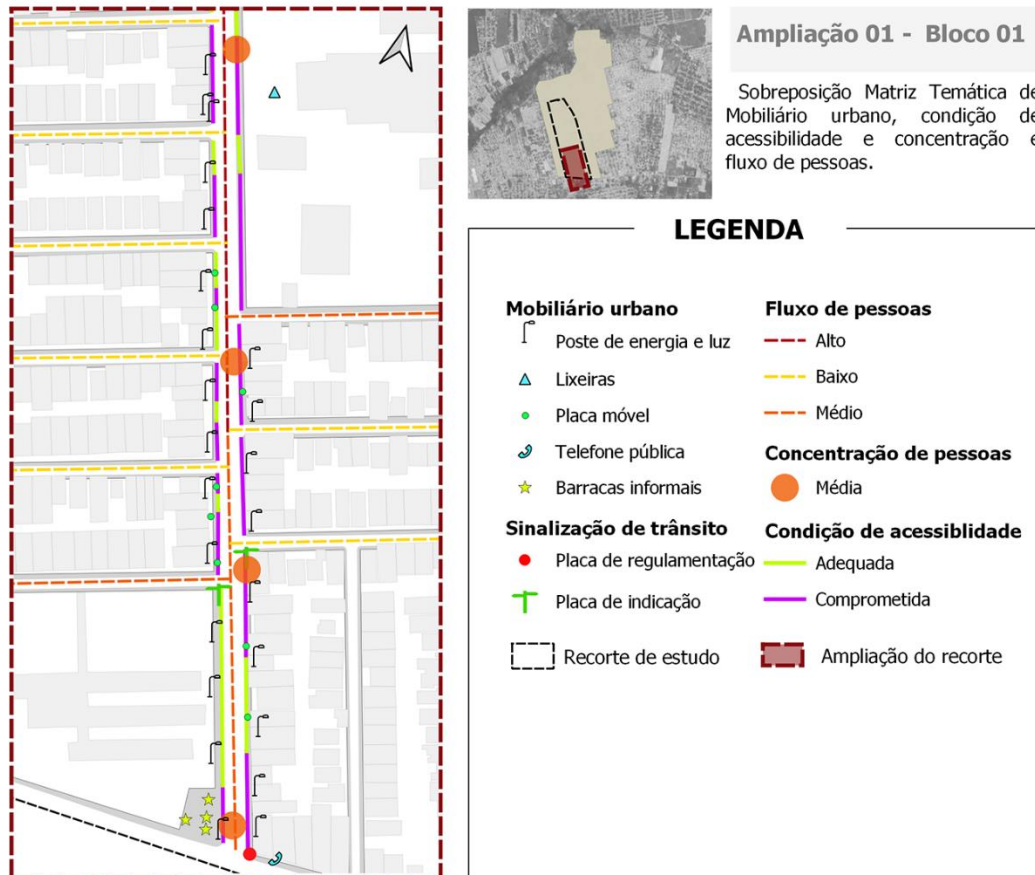 Ampliação 01 - Bloco 01
Sobreposição Matriz Temática de
Mobiliário urbano, condição de
acessibilidade e concentração e
fluxo de pessoas.
LEGENDA
Mobiliário urbano
Poste de energia e luz
Lixeiras
Placa móvel
Telefone pública
Barracas informais
Sinalização de trânsito
Placa de regulamentação
Placa de indicação
Recorte de estudo
Fluxo de pessoas
Alto
Baixo
Médio
Concentração de pessoas
Média
Condição de acessiblidade
Adequada
Comprometida
Ampliação do recorte